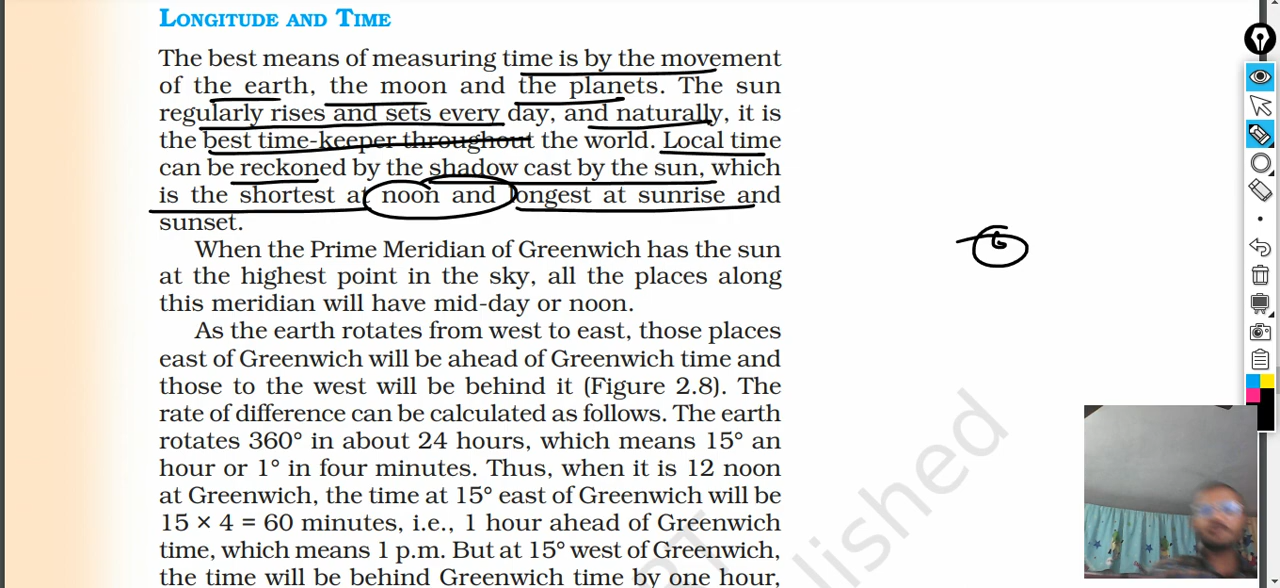 LONGITUDE AND TIME
The best means of measuring time is by the movement
of the earth, the moon and the planets. The sun
regularly rises and sets every day, and naturally, it is
the best time-keeper throughout the world. Local time
can be reckoned by the shadow cast by the sun, which
is the shortest at noon and longest at sunrise and
sunset.
When the Prime Meridian of Greenwich has the sun
at the highest point in the sky, all the places along
this meridian will have mid-day or noon.
As the earth rotates from west to east, those places
east of Greenwich will be ahead of Greenwich time and
those to the west will be behind it (Figure 2.8). The
rate of difference can be calculated as follows. The earth
rotates 360° in about 24 hours, which means 15° an
hour or 1° in four minutes. Thus, when it is 12 noon
at Greenwich, the time at 15° east of Greenwich will be
15 × 4 = 60 minutes, i.e., 1 hour ahead of Greenwich
time, which means 1 p.m. But at 15° west of Greenwich,
the time will be behind Greenwich time by one hour,